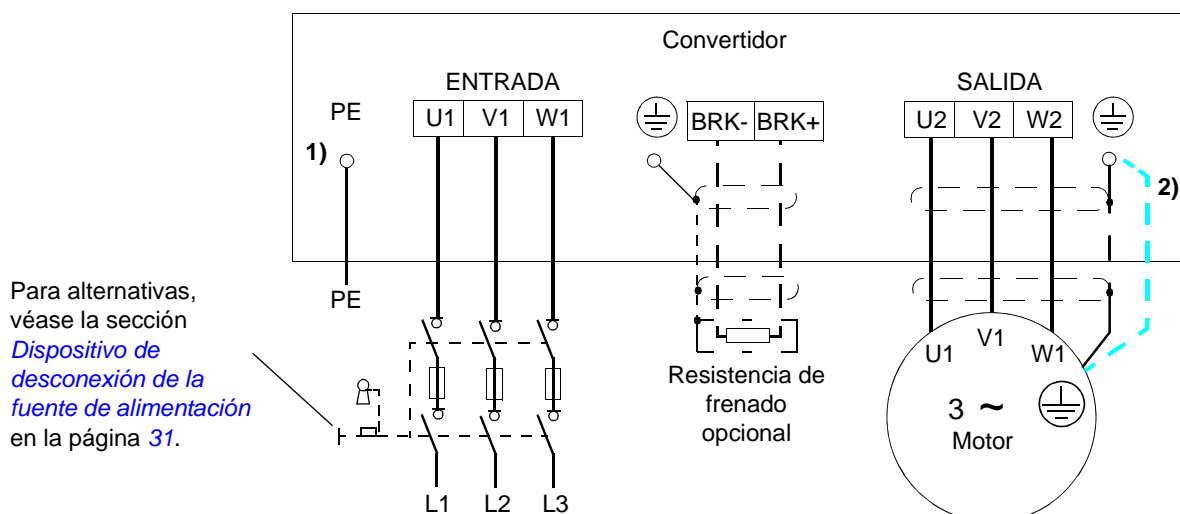 Convertidor
ENTRADA
SALIDA
PE
U1 V1 W1
BRK- BRK+
U2 V2 W2
1)
2)
PE
Para alternativas,
véase la sección
Dispositivo de
desconexión de la
fuente de alimentación
en la página 31.
U1 V1 W1
Resistencia de
frenado
opcional
3 ~
Motor
L1 L2 L3